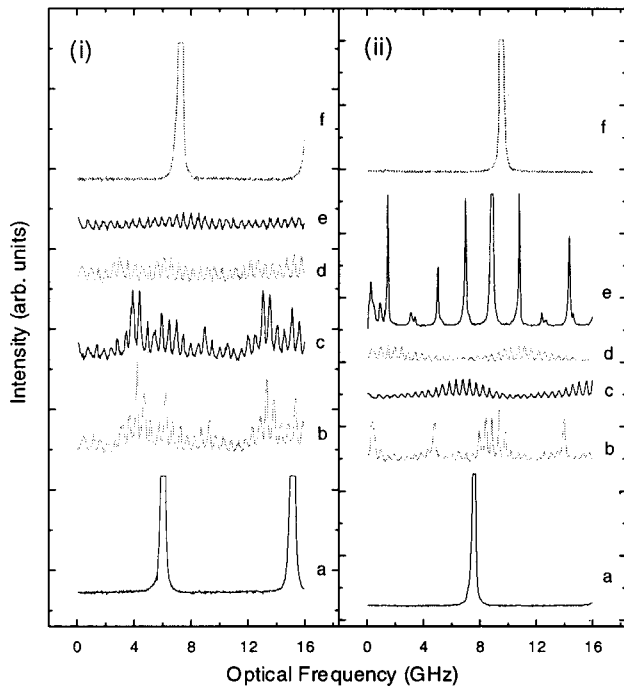 (i)
f
e
d
c
b
a
(ii)
f
e
d
c
b
a
Intensity (arb. units)
0 4 8 12 16
0 4 8 12 16
Optical Frequency (GHz)